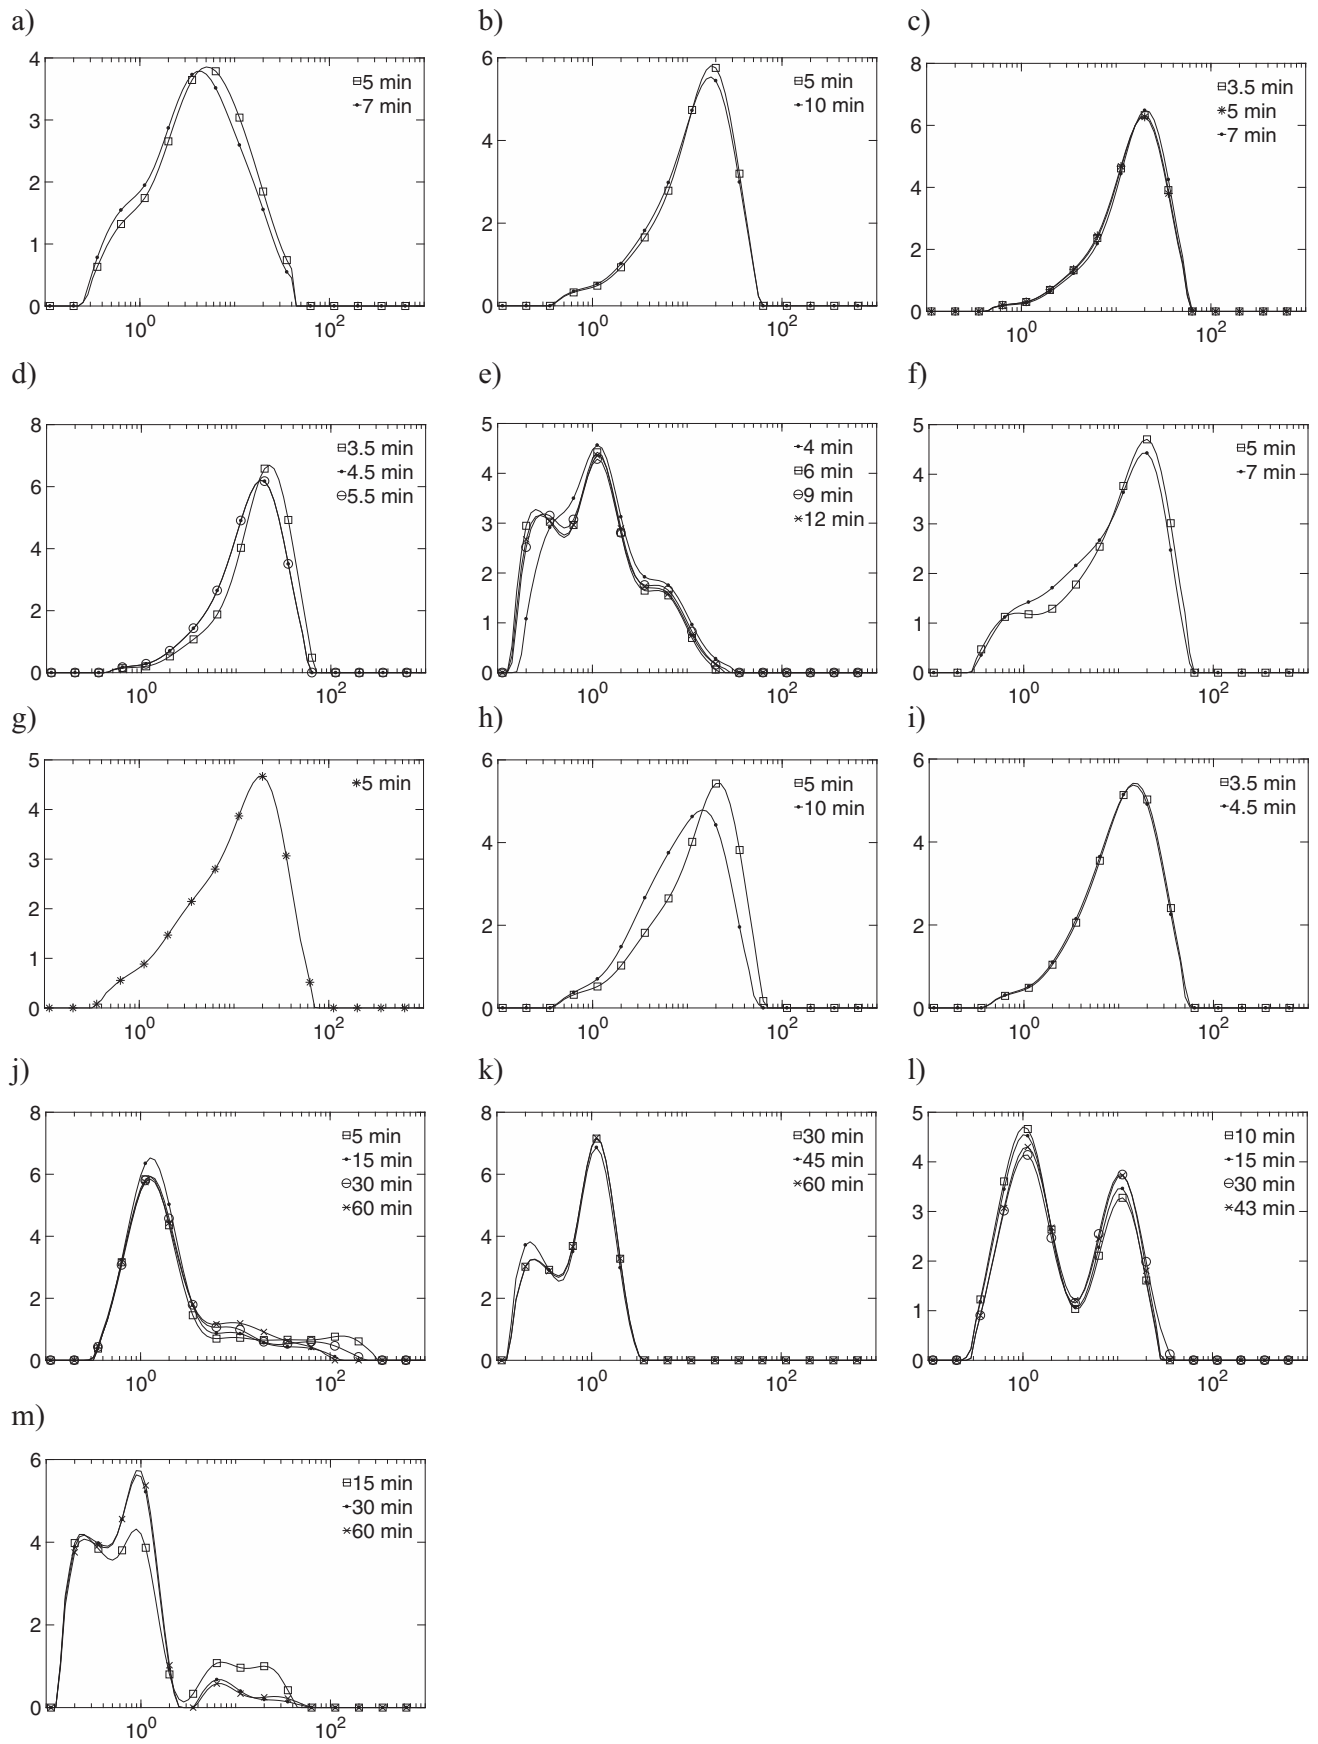 a)
4
3
2
1
0
10^0
10^2
5 min
7 min
b)
6
4
2
0
10^0
10^2
5 min
10 min
c)
8
6
4
2
0
10^0
10^2
3.5 min
5 min
7 min
d)
8
6
4
2
0
10^0
10^2
3.5 min
4.5 min
5.5 min
e)
5
4
3
2
1
0
10^0
10^2
4 min
6 min
9 min
12 min
f)
5
4
3
2
1
0
10^0
10^2
5 min
7 min
g)
5
4
3
2
1
0
10^0
10^2
5 min
h)
6
4
2
0
10^0
10^2
5 min
10 min
i)
6
4
2
0
10^0
10^2
3.5 min
4.5 min
j)
8
6
4
2
0
10^0
10^2
5 min
15 min
30 min
60 min
k)
8
6
4
2
0
10^0
10^2
30 min
45 min
60 min
l)
5
4
3
2
1
0
10^0
10^2
10 min
15 min
30 min
43 min
m)
6
4
2
0
10^0
10^2
15 min
30 min
60 min